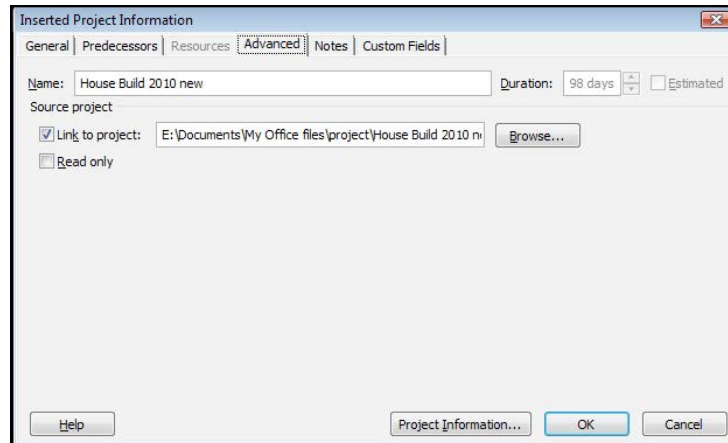 Inserted Project Information
General Predecessors Resources Advanced Notes Custom Fields
Name: House Build 2010 new Duration: 98 days Estimated
Source project
Link to project: E:\Documents\My Office files\project\House Build 2010 n Browse...
Read only
Help Project Information... OK Cancel